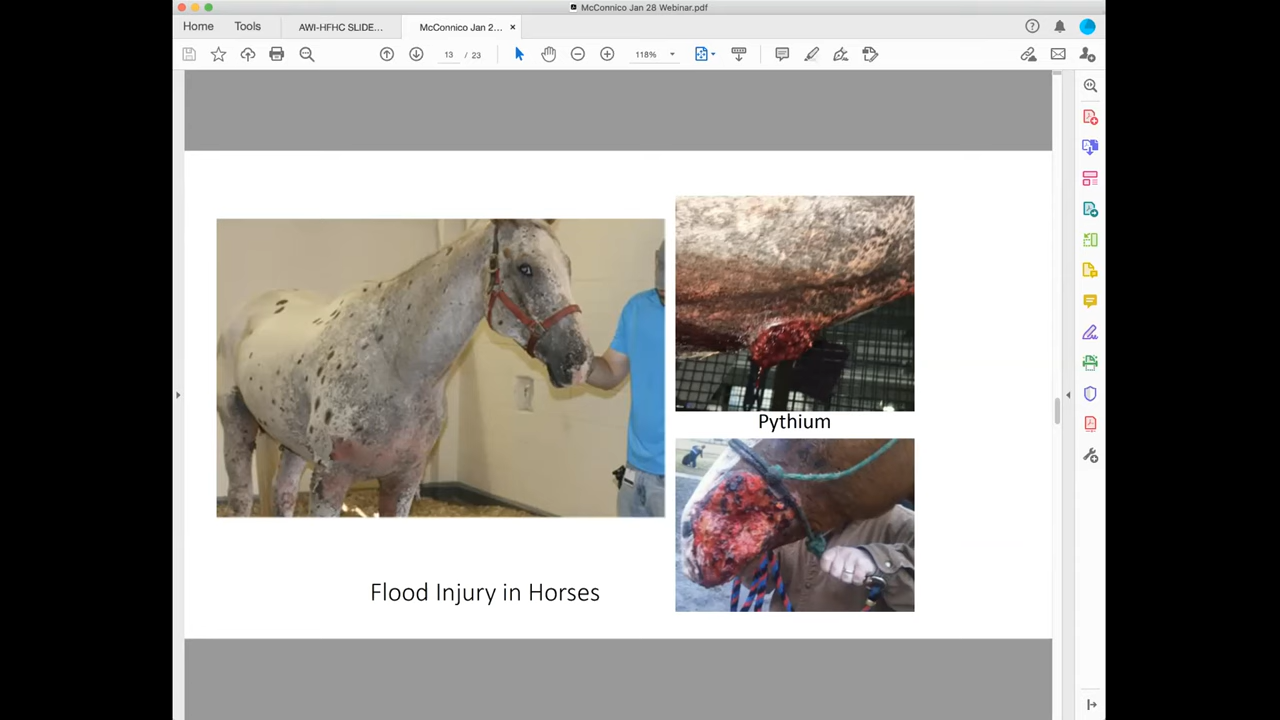 McConnico Jan 28 Webinar.pdf
Home
Tools
AWI-HFHC SLIDE...
McConnico Jan 2...
13 / 23
118%
Pythium
Flood Injury in Horses